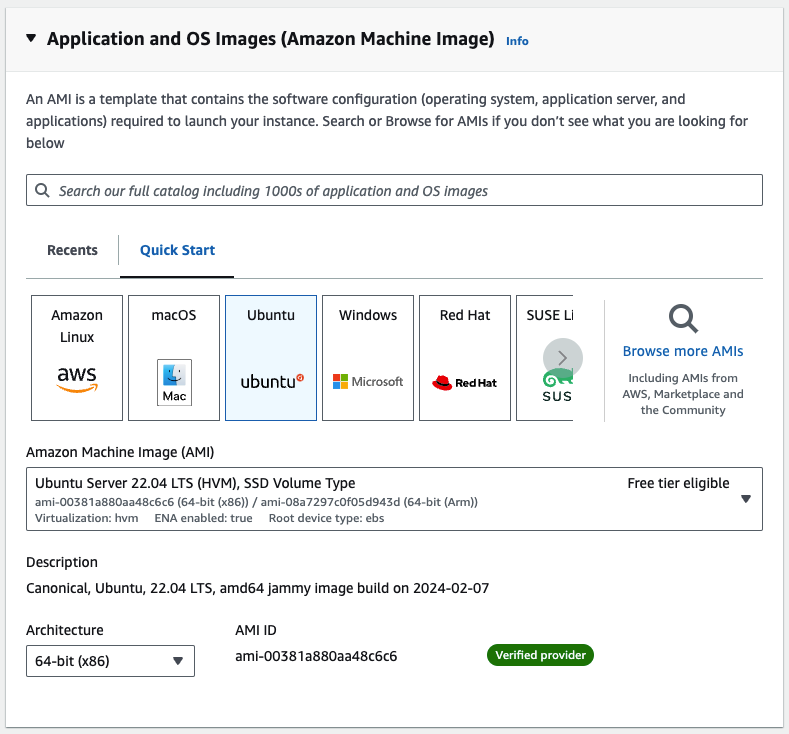 Application and OS Images (Amazon Machine Image) Info
An AMI is a template that contains the software configuration (operating system, application server, and
applications) required to launch your instance. Search or Browse for AMIs if you don’t see what you are looking for
below
Search our full catalog including 1000s of application and OS images
Recents
Quick Start
Amazon
Linux
aws
macOS
Mac
Ubuntu
ubuntu
Windows
Microsoft
Red Hat
Red Hat
SUSE Li
SUS
Browse more AMIs
Including AMIs from
AWS, Marketplace and
the Community
Amazon Machine Image (AMI)
Ubuntu Server 22.04 LTS (HVM), SSD Volume Type
Free tier eligible
ami-00381a880aa48c6c6 (64-bit (x86)) / ami-08a7297c0f05d943d (64-bit (Arm))
Virtualization: hvm ENA enabled: true Root device type: ebs
Description
Canonical, Ubuntu, 22.04 LTS, amd64 jammy image build on 2024-02-07
Architecture
64-bit (x86)
AMI ID
ami-00381a880aa48c6c6
Verified provider